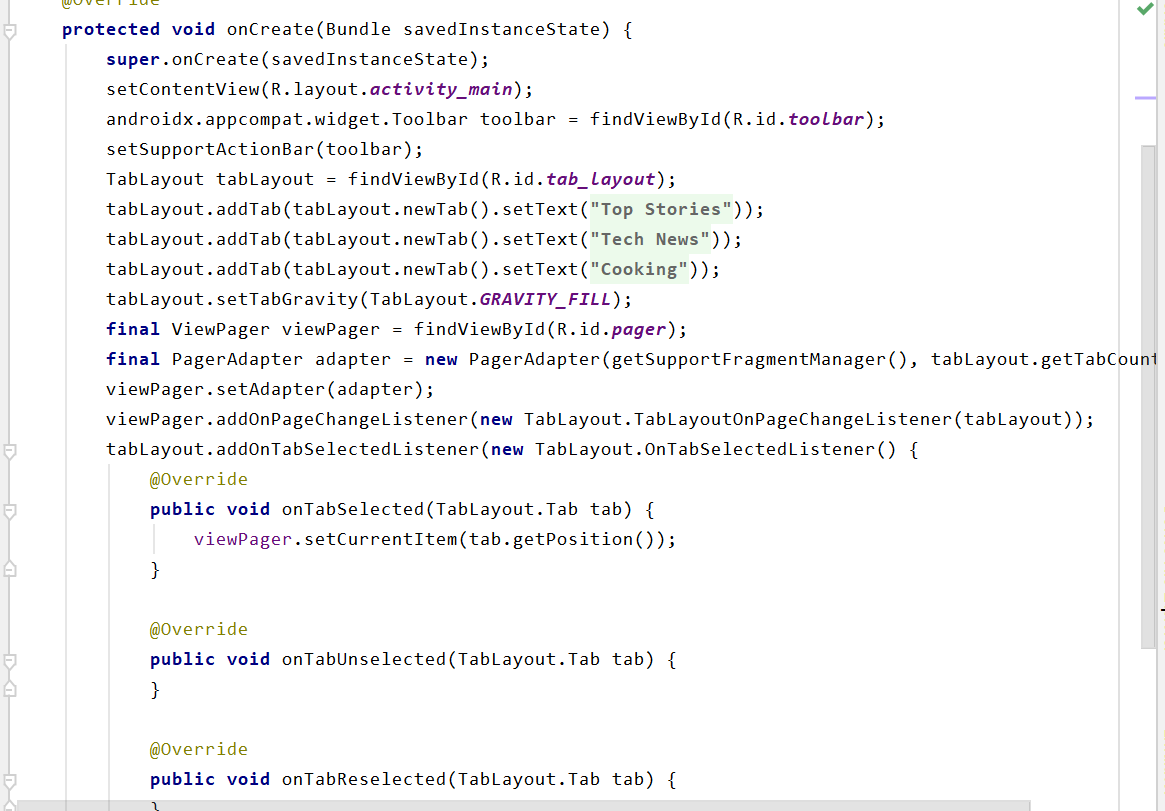 @Override
protected void onCreate(Bundle savedInstanceState) {
super.onCreate(savedInstanceState);
setContentView(R.layout.activity_main);
androidx.appcompat.widget.Toolbar toolbar = findViewById(R.id.toolbar);
setSupportActionBar(toolbar);
TabLayout tabLayout = findViewById(R.id.tab_layout);
tabLayout.addTab(tabLayout.newTab().setText("Top Stories"));
tabLayout.addTab(tabLayout.newTab().setText("Tech News"));
tabLayout.addTab(tabLayout.newTab().setText("Cooking"));
tabLayout.setTabGravity(TabLayout.GRAVITY_FILL);
final ViewPager viewPager = findViewById(R.id.pager);
final PagerAdapter adapter = new PagerAdapter(getSupportFragmentManager(), tabLayout.getTabCount
viewPager.setAdapter(adapter);
viewPager.addOnPageChangeListener(new TabLayout.TabLayoutOnPageChangeListener(tabLayout));
tabLayout.addOnTabSelectedListener(new TabLayout.OnTabSelectedListener() {
@Override
public void onTabSelected(TabLayout.Tab tab) {
viewPager.setCurrentItem(tab.getPosition());
}
@Override
public void onTabUnselected(TabLayout.Tab tab) {
}
@Override
public void onTabReselected(TabLayout.Tab tab) {
}